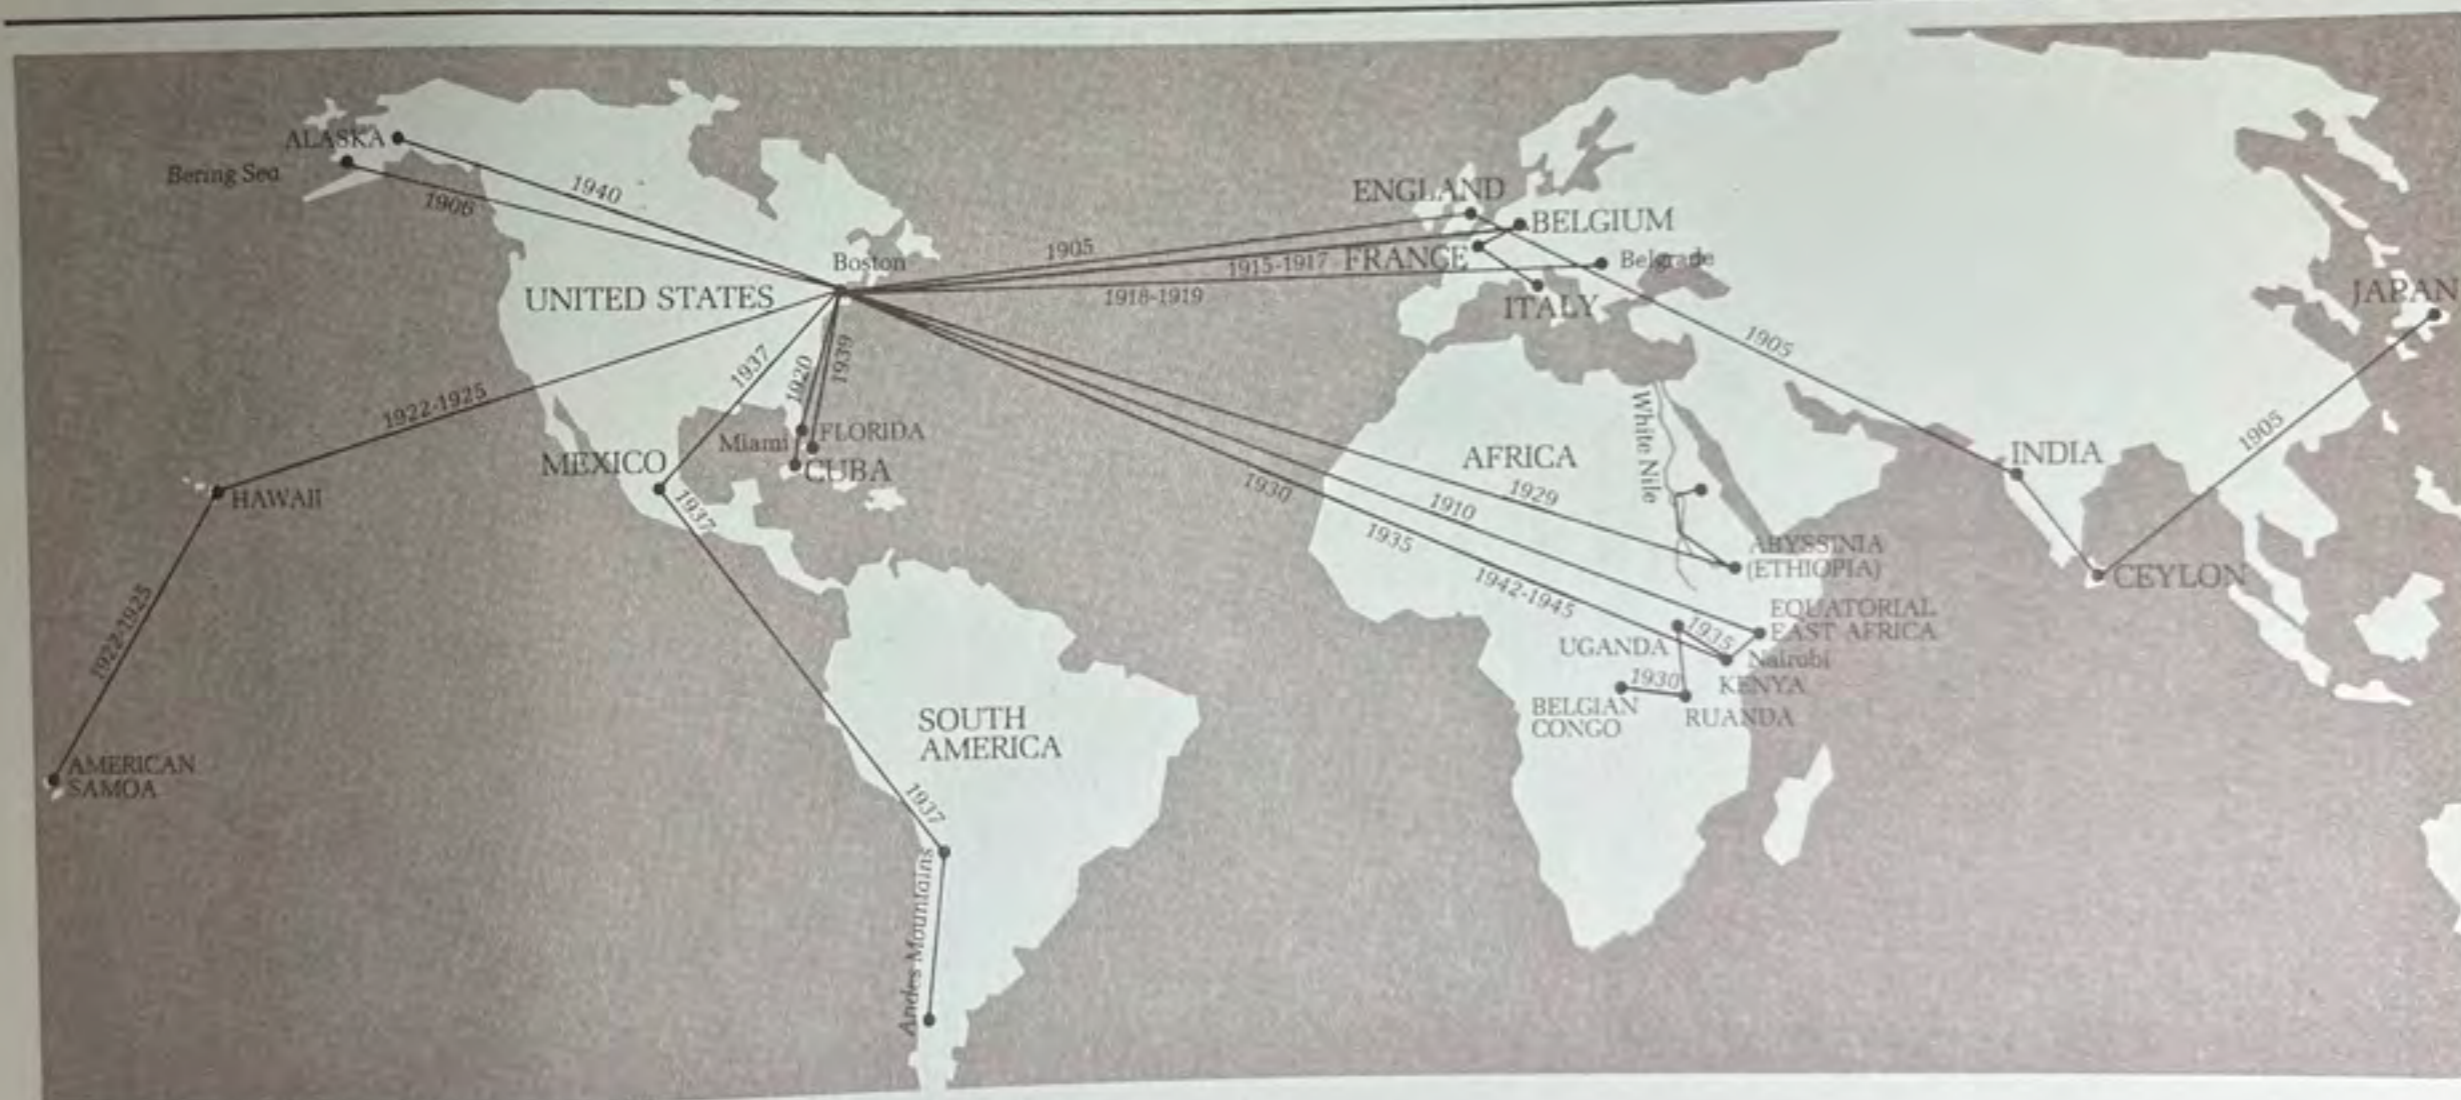 ALASKA
Bering Sea
1940
1906
ENGLAND
BELGIUM
1905
Boston
FRANCE
Belgrade
1915-1917
UNITED STATES
1918-1919
ITALY
JAPAN
1905
1937
1920
1939
1922-1925
White Nile
1905
Miami
FLORIDA
MEXICO
CUBA
AFRICA
INDIA
HAWAII
1937
1930
1910
1929
1935
ABYSSINIA
(ETHIOPIA)
CEYLON
1942-1945
1922-1925
EQUATORIAL
EAST AFRICA
1935
UGANDA
Nairobi
1930
KENYA
BELGIAN
CONGO
RUANDA
SOUTH
AMERICA
AMERICAN
SAMOA
1937
Andes Mountains